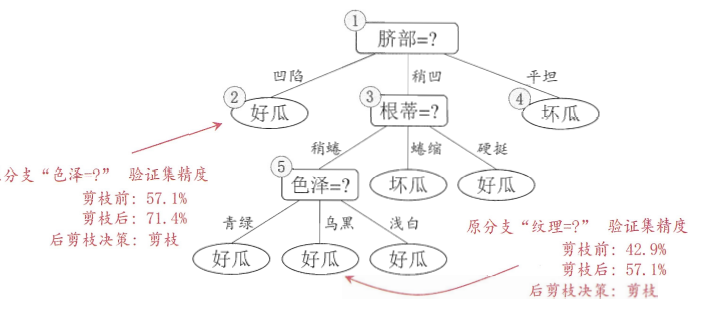 ①
脐部=?
凹陷 稍凹 平坦
② ③ ④
好瓜 根蒂=? 坏瓜
稍蜷 蜷缩 硬挺
⑤
色泽=? 坏瓜 好瓜
青绿 乌黑 浅白
好瓜 好瓜 好瓜
分支“色泽=?” 验证集精度
剪枝前: 57.1%
剪枝后: 71.4%
后剪枝决策: 剪枝
原分支“纹理=?” 验证集精度
剪枝前: 42.9%
剪枝后: 57.1%
后剪枝决策: 剪枝